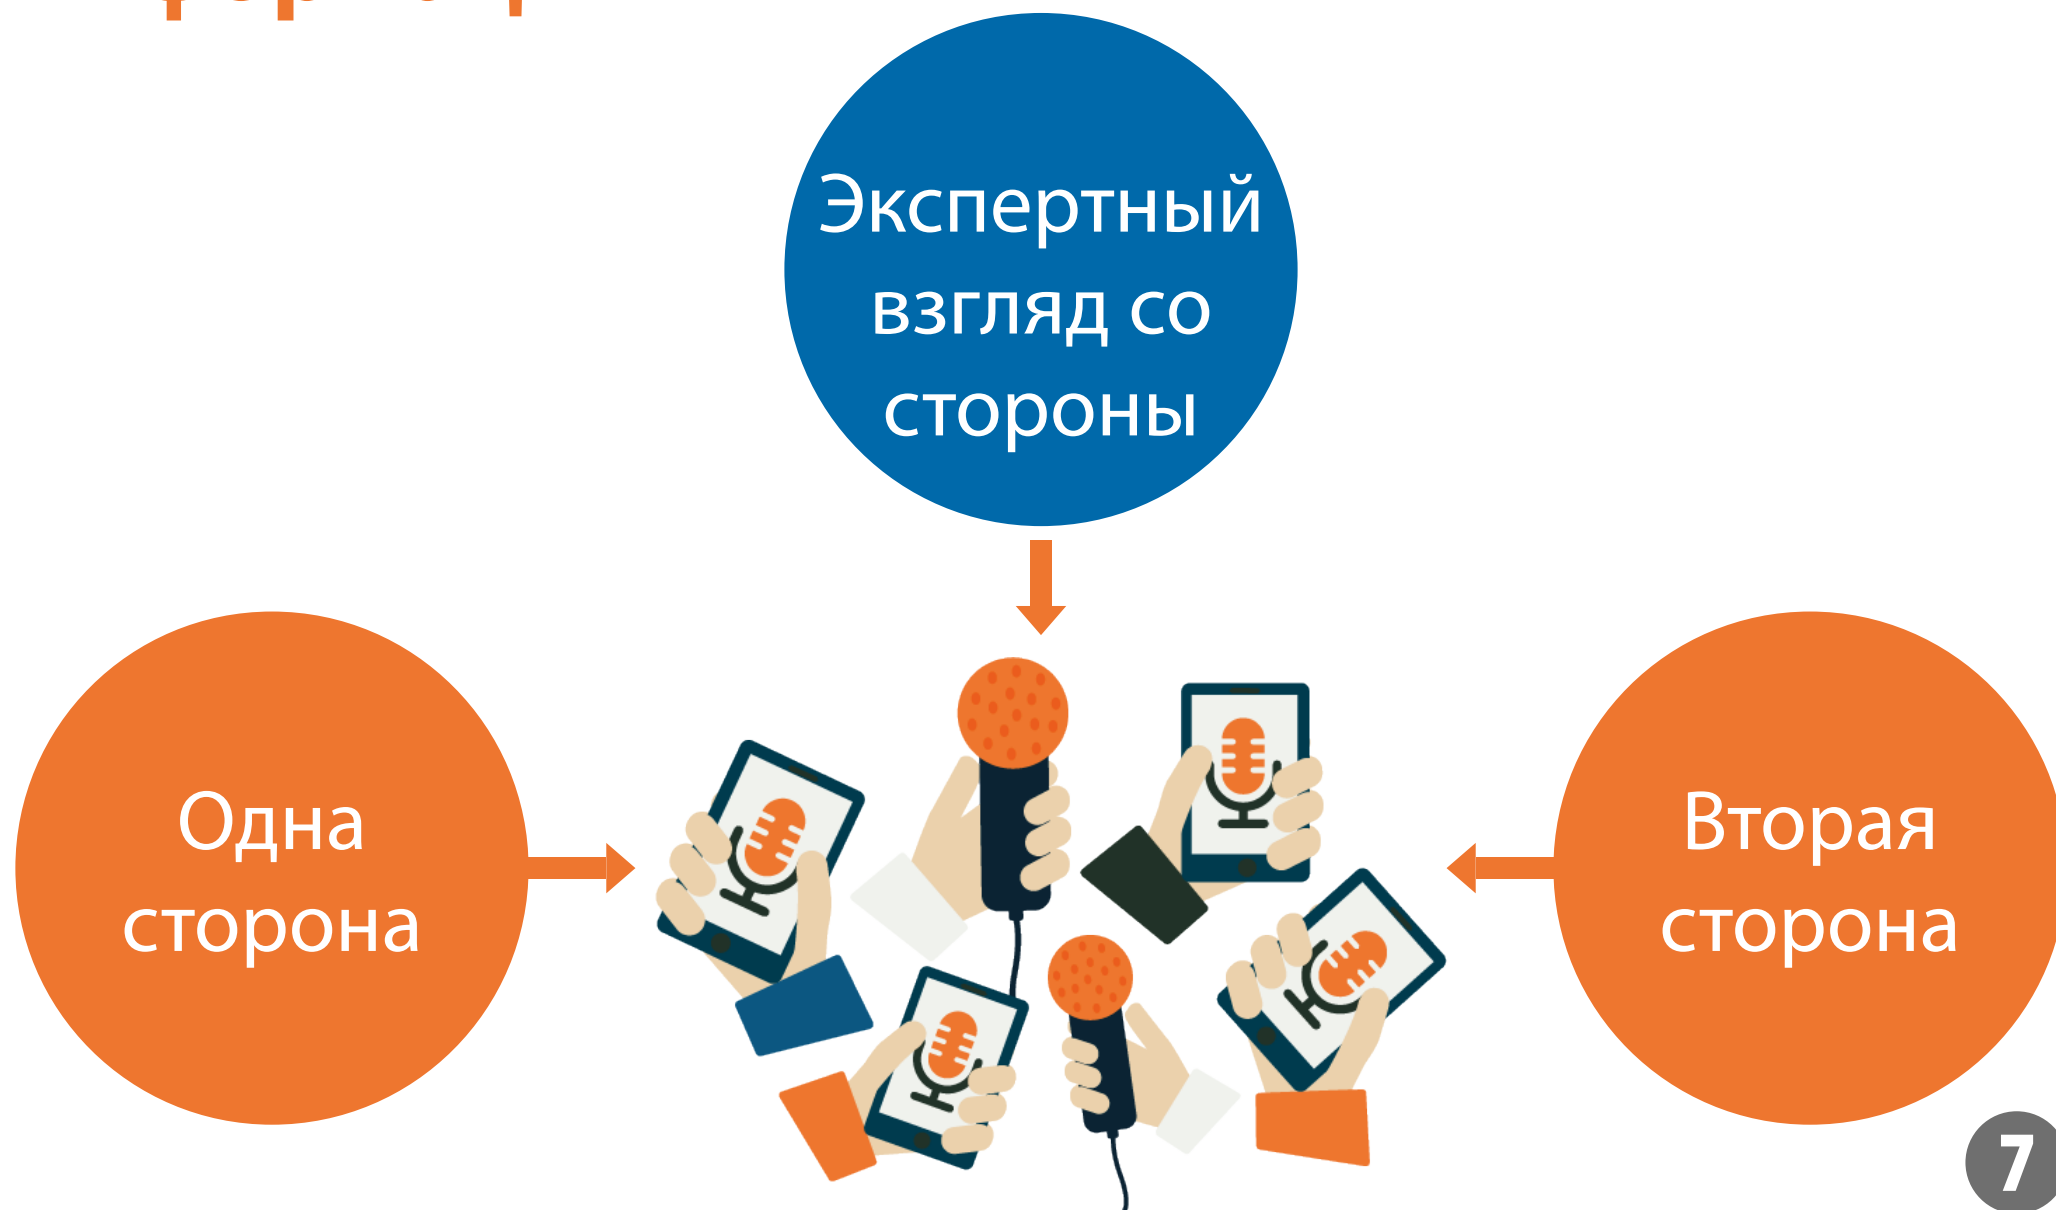 Экспертный
взгляд со
стороны
Одна
сторона
Вторая
сторона
7